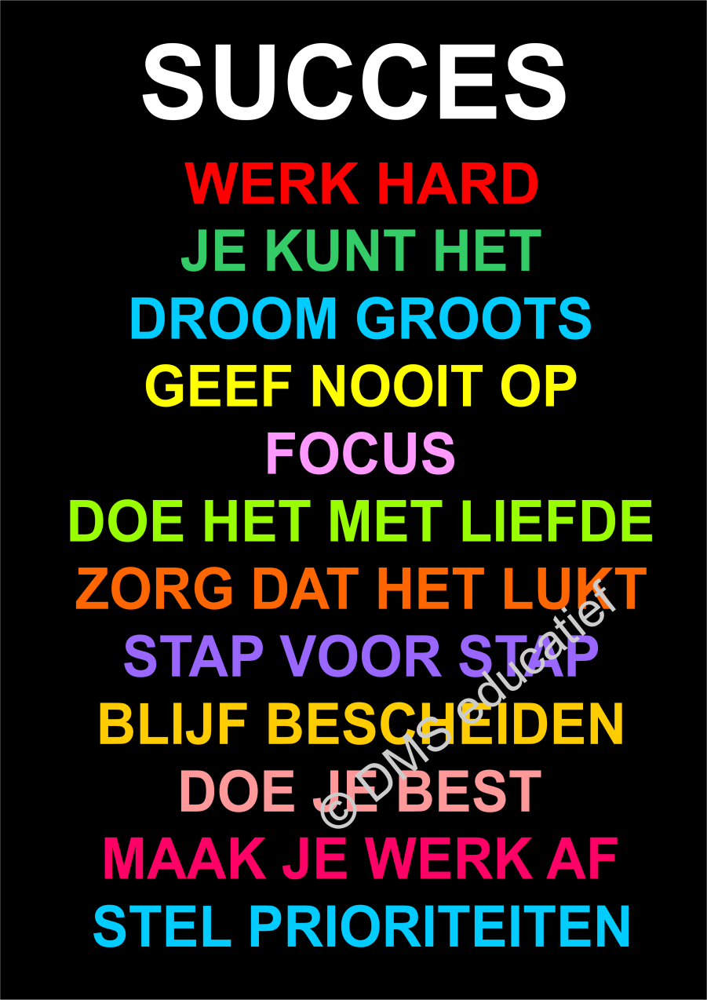 SUCCES
WERK HARD
JE KUNT HET
DROOM GROOTS
GEEF NOOIT OP
FOCUS
DOE HET MET LIEFDE
ZORG DAT HET LUKT
STAP VOOR STAP
BLIJF BESCHEIDEN
DOE JE BEST
MAAK JE WERK AF
STEL PRIORITEITEN
© DMS educatief